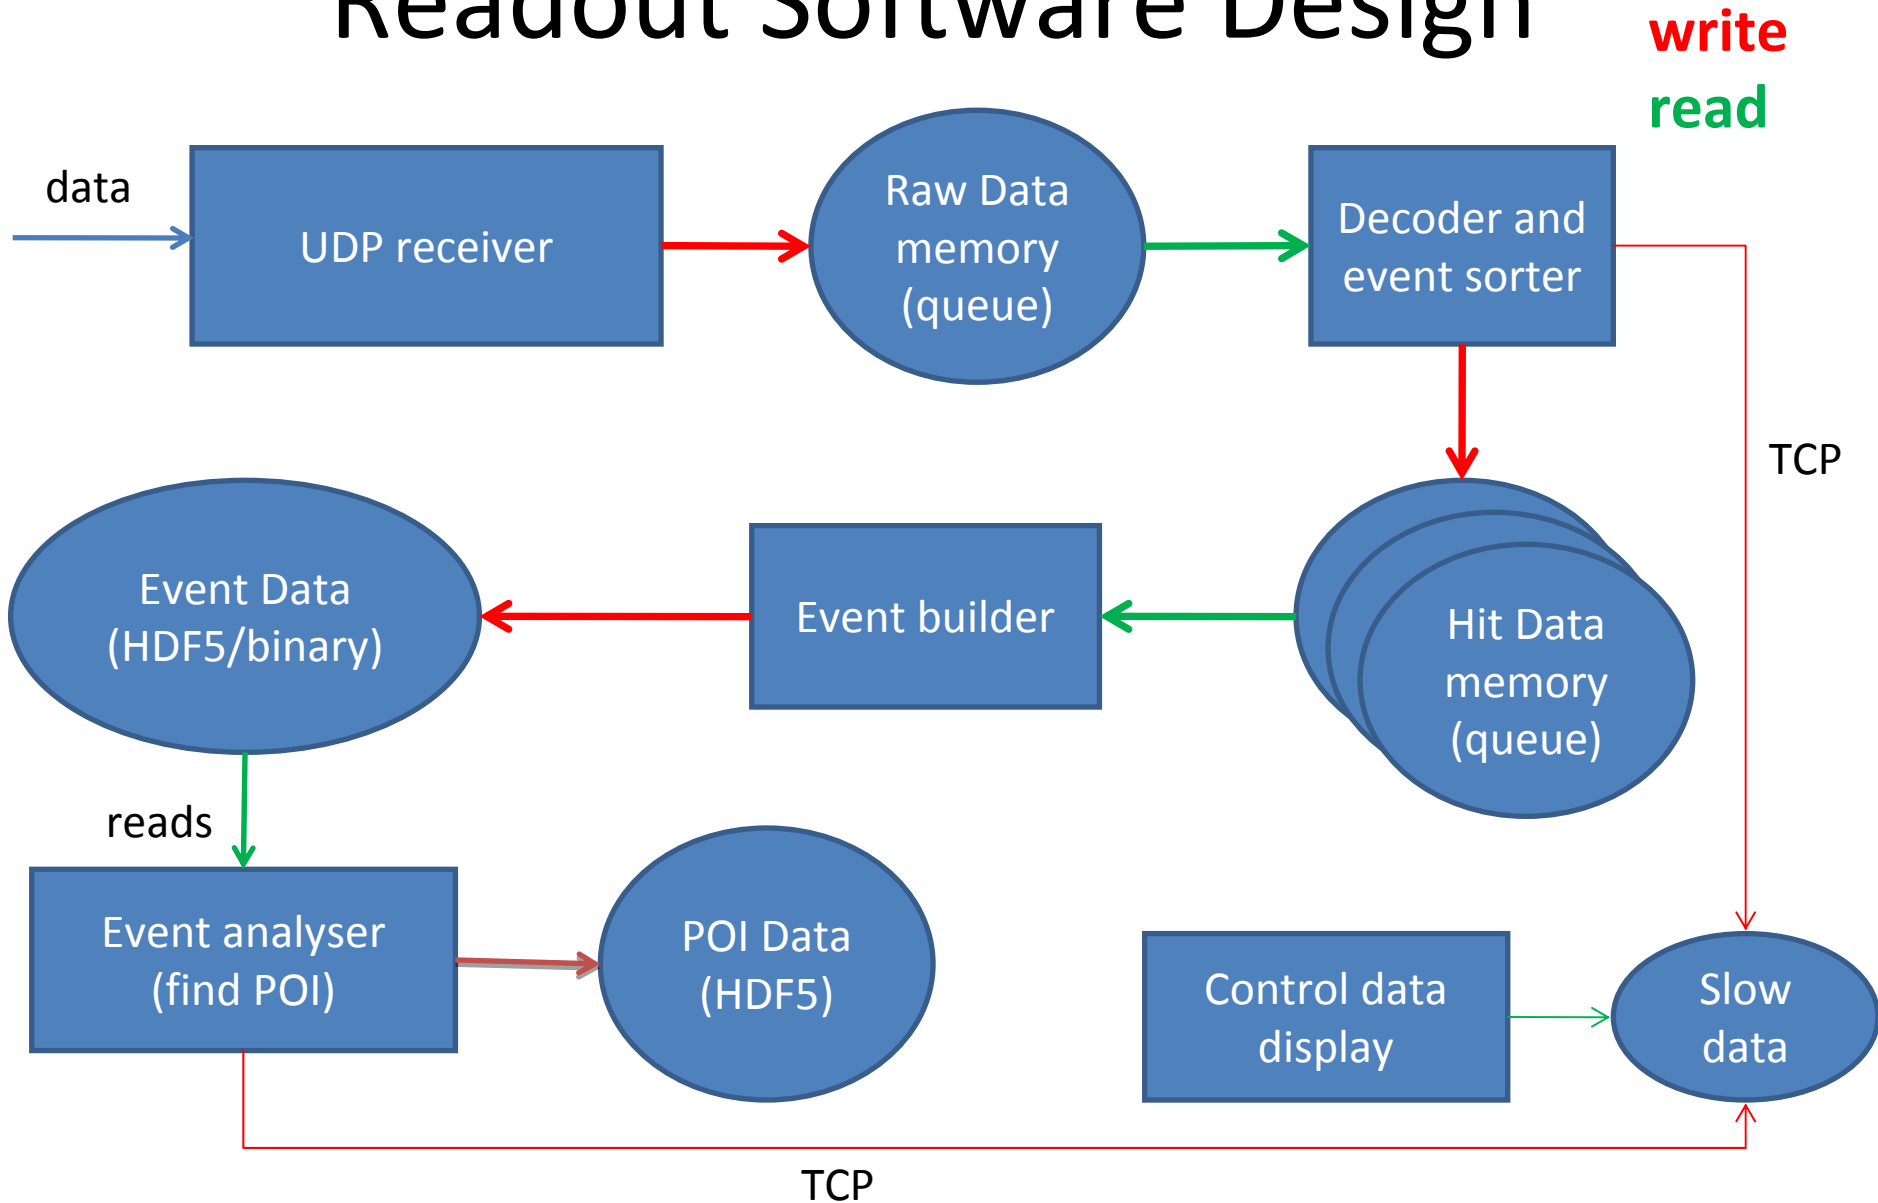 Readout Software Design
write
read
data
UDP receiver
Raw Data
memory
(queue)
Decoder and
event sorter
TCP
Event Data
(HDF5/binary)
Event builder
Hit Data
memory
(queue)
reads
Event analyser
(find POI)
POI Data
(HDF5)
Control data
display
Slow
data
TCP